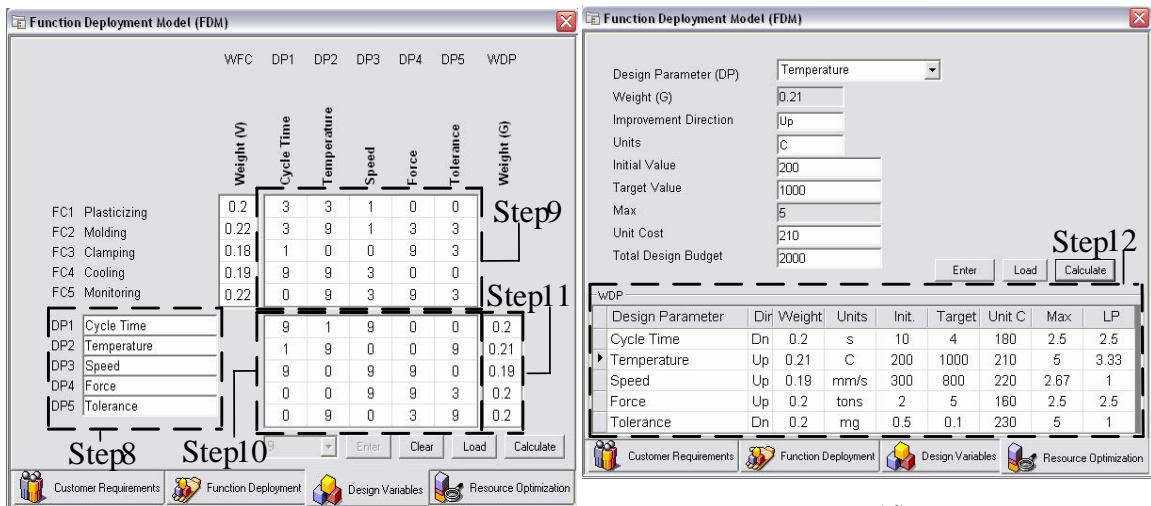 Function Deployment Model (FDM)
WFC DP1 DP2 DP3 DP4 DP5 WDP
Weight (V) Cycle Time Temperature Speed Force Tolerance Weight (G)
FC1 Plasticizing 0.2 3 3 1 0 0
FC2 Molding 0.22 3 9 1 3 3
FC3 Clamping 0.18 1 0 0 9 3
FC4 Cooling 0.19 9 9 3 0 0
FC5 Monitoring 0.22 0 9 3 9 3
Step9
Step11
DP1 Cycle Time 9 1 9 0 0 0.2
DP2 Temperature 1 9 0 0 9 0.21
DP3 Speed 9 0 9 9 0 0.19
DP4 Force 0 0 9 9 3 0.2
DP5 Tolerance 0 9 0 3 9 0.2
Step8
Step10
9 Enter Clear Load Calculate
Customer Requirements Function Deployment Design Variables Resource Optimization
Function Deployment Model (FDM)
Design Parameter (DP) Temperature
Weight (G) 0.21
Improvement Direction Up
Units C
Initial Value 200
Target Value 1000
Max 5
Unit Cost 210
Total Design Budget 2000
Step12
Enter Load Calculate
WDP
Design Parameter Dir Weight Units Init. Target Unit C Max LP
Cycle Time Dn 0.2 s 10 4 180 2.5 2.5
Temperature Up 0.21 C 200 1000 210 5 3.33
Speed Up 0.19 mm/s 300 800 220 2.67 1
Force Up 0.2 tons 2 5 160 2.5 2.5
Tolerance Dn 0.2 mg 0.5 0.1 230 5 1
Customer Requirements Function Deployment Design Variables Resource Optimization